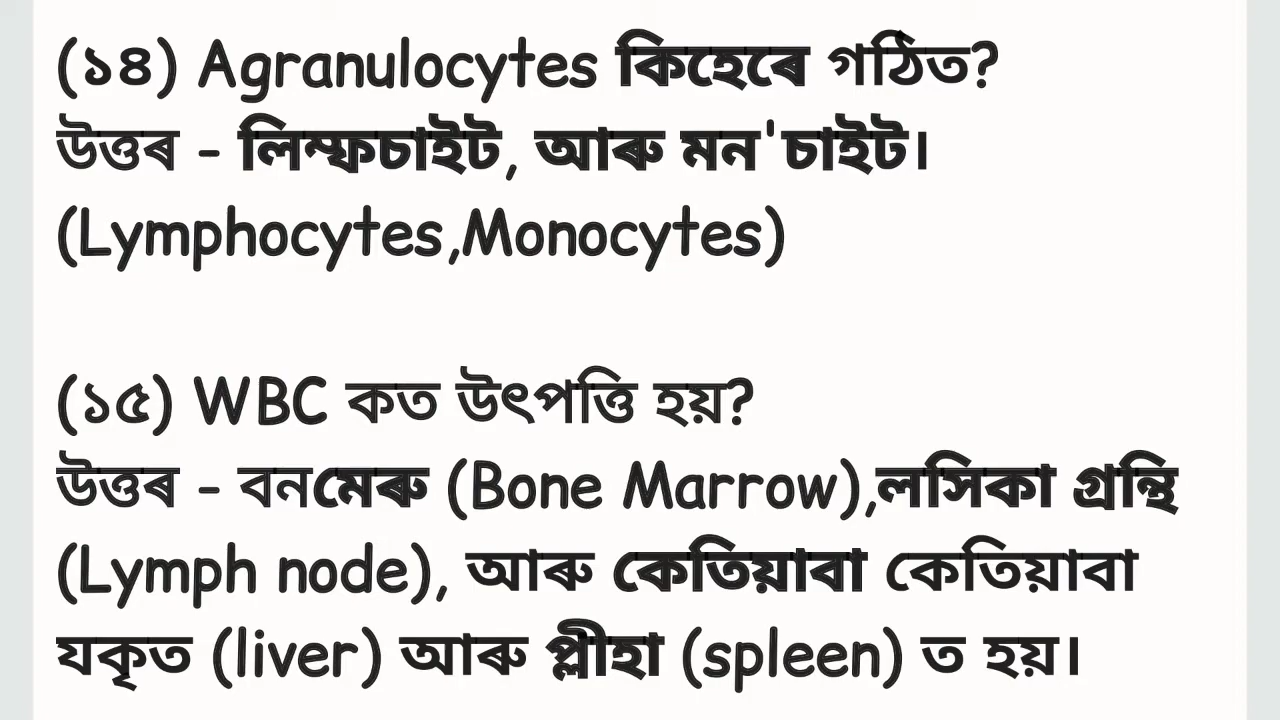 (১৪) Agranulocytes কিহেৰে গঠিত?
উত্তৰ - লিম্ফচাইট, আৰু মন'চাইট।
(Lymphocytes,Monocytes)
(১৫) WBC কত উৎপত্তি হয়?
উত্তৰ - বনমেৰু (Bone Marrow),লসিকা গ্ৰন্থি
(Lymph node), আৰু কেতিয়াবা কেতিয়াবা
যকৃত (liver) আৰু প্লীহা (spleen) ত হয়।